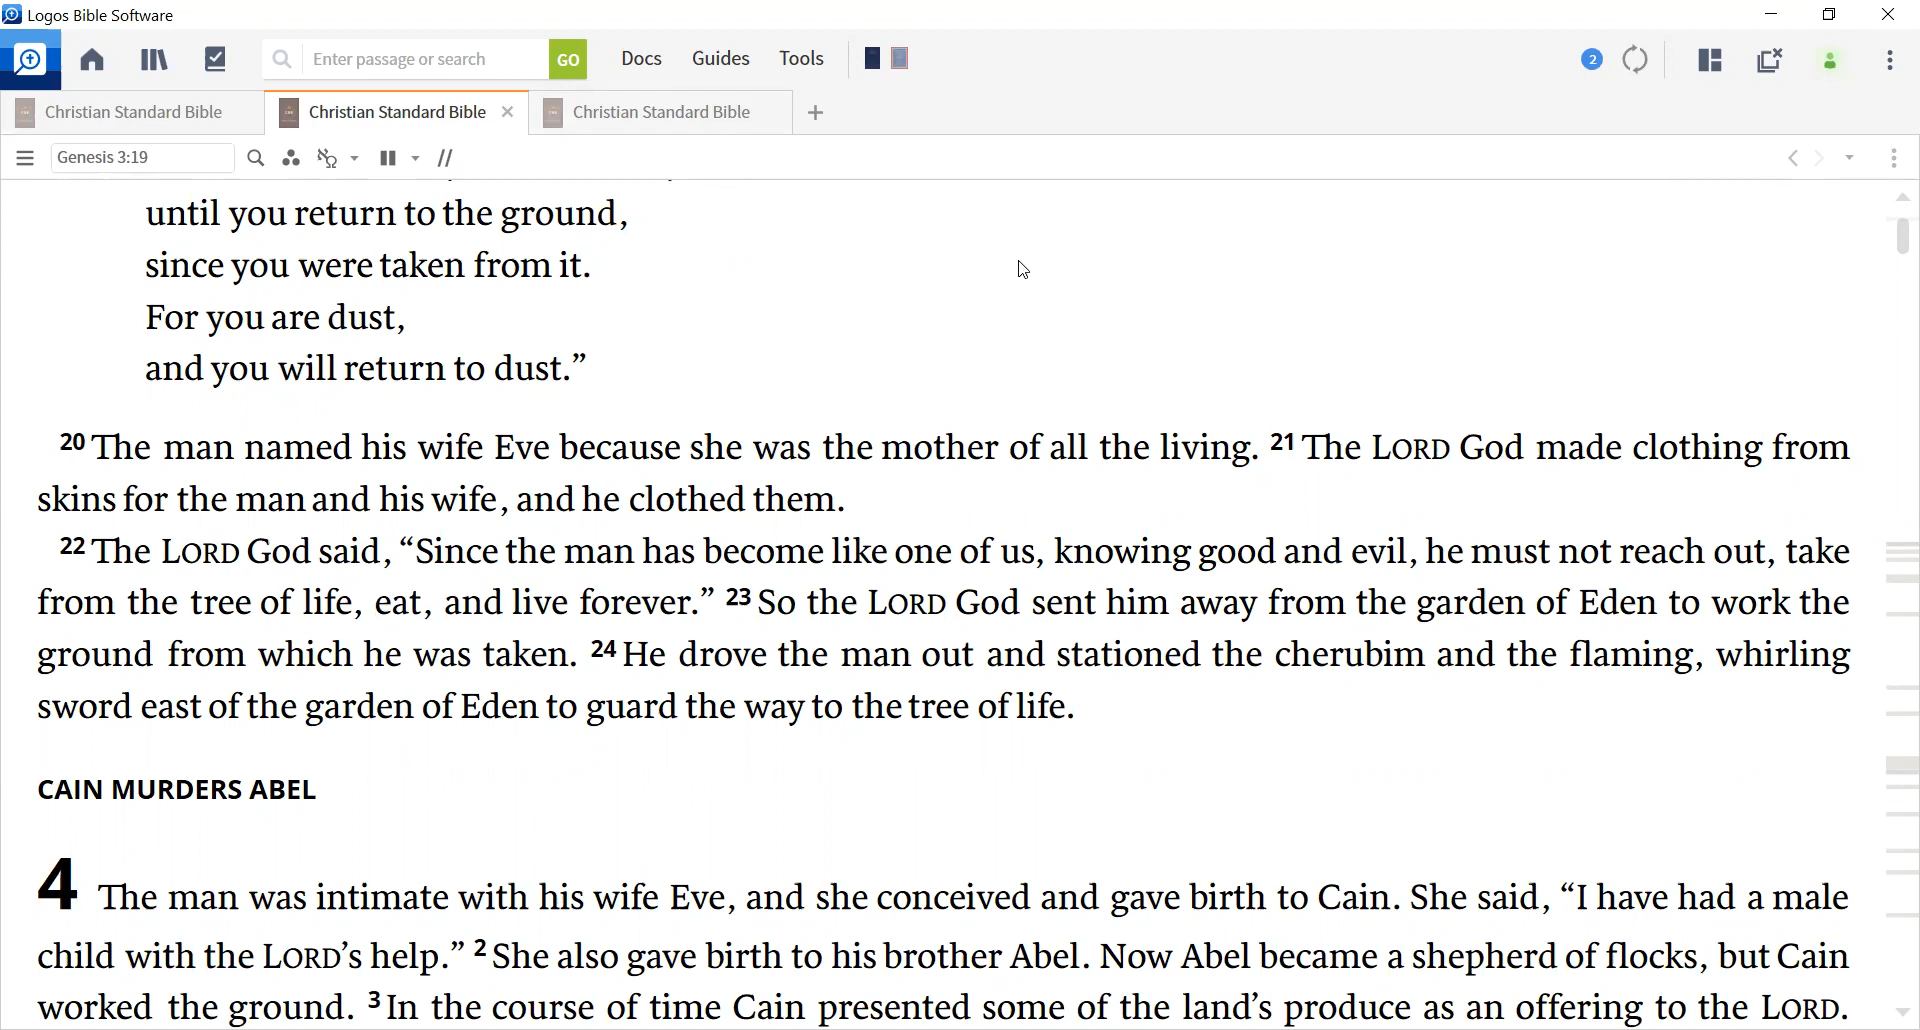 Logos Bible Software
Enter passage or search
GO
Docs
Guides
Tools
2
Christian Standard Bible
Christian Standard Bible
Christian Standard Bible
Genesis 3:19
until you return to the ground,
since you were taken from it.
For you are dust,
and you will return to dust.”
20 The man named his wife Eve because she was the mother of all the living. 21 The LORD God made clothing from
skins for the man and his wife, and he clothed them.
22 The LORD God said, “Since the man has become like one of us, knowing good and evil, he must not reach out, take
from the tree of life, eat, and live forever.” 23 So the LORD God sent him away from the garden of Eden to work the
ground from which he was taken. 24 He drove the man out and stationed the cherubim and the flaming, whirling
sword east of the garden of Eden to guard the way to the tree of life.
CAIN MURDERS ABEL
4 The man was intimate with his wife Eve, and she conceived and gave birth to Cain. She said, “I have had a male
child with the LORD’s help.” 2 She also gave birth to his brother Abel. Now Abel became a shepherd of flocks, but Cain
worked the ground. 3 In the course of time Cain presented some of the land’s produce as an offering to the LORD.